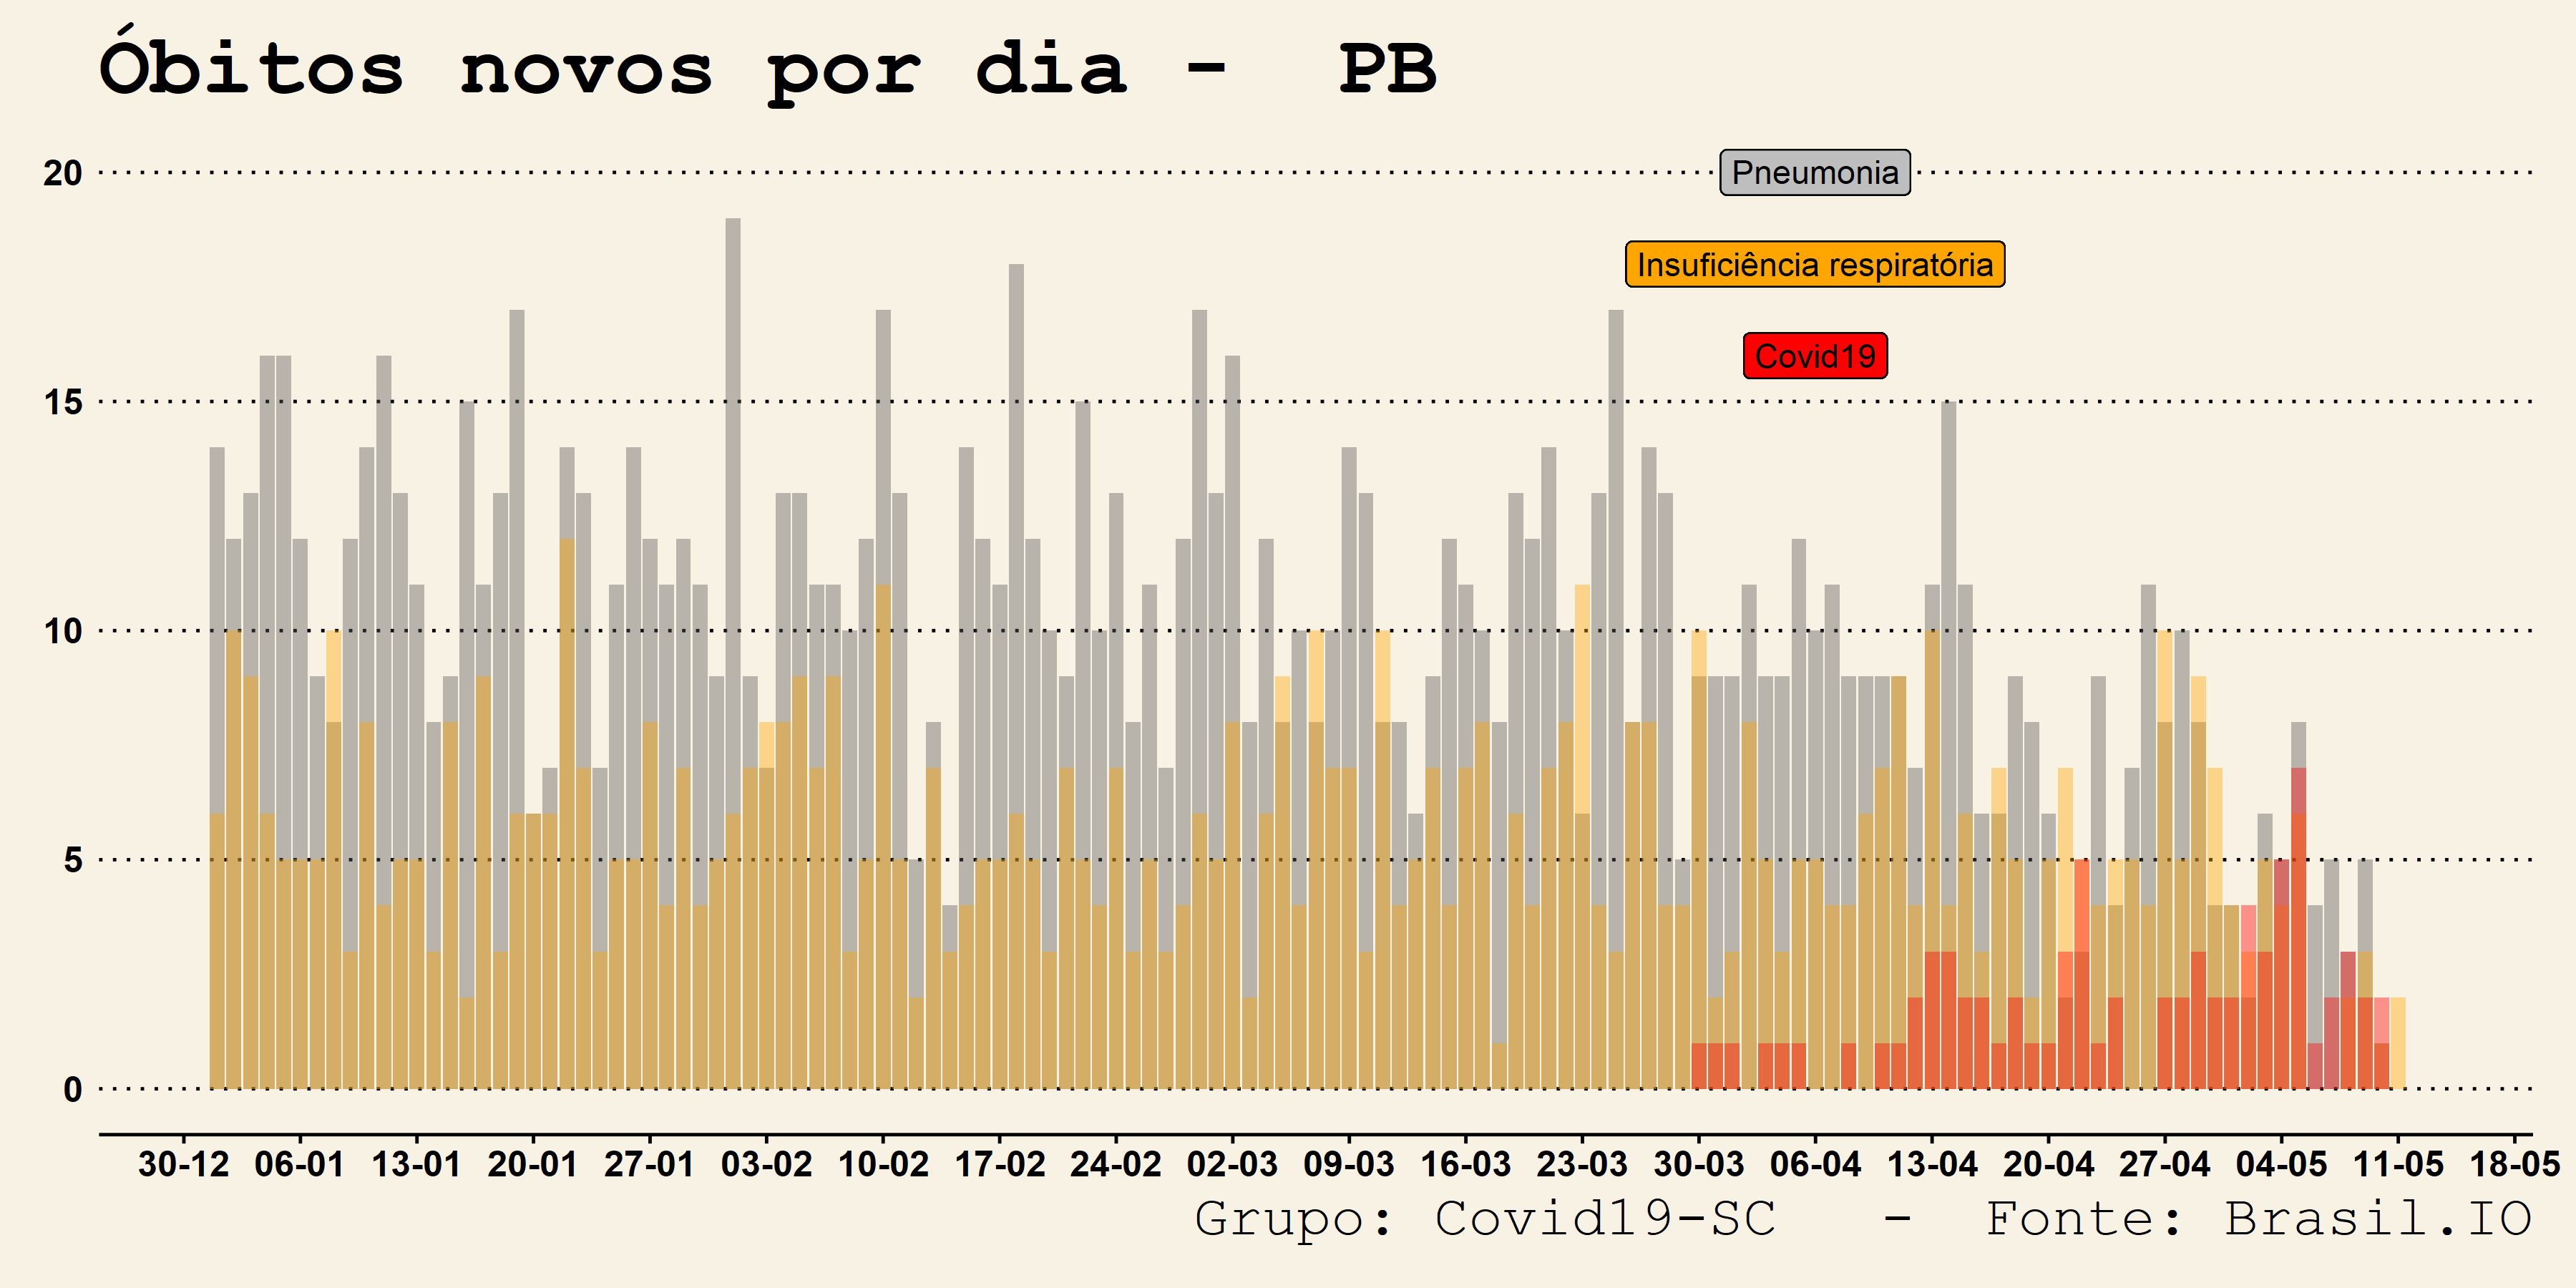 Óbitos novos por dia - PB
20
Pneumonia
Insuficiência respiratória
Covid19
15
10
5
0
30-12 06-01 13-01 20-01 27-01 03-02 10-02 17-02 24-02 02-03 09-03 16-03 23-03 30-03 06-04 13-04 20-04 27-04 04-05 11-05 18-05
Grupo: Covid19-SC - Fonte: Brasil.IO